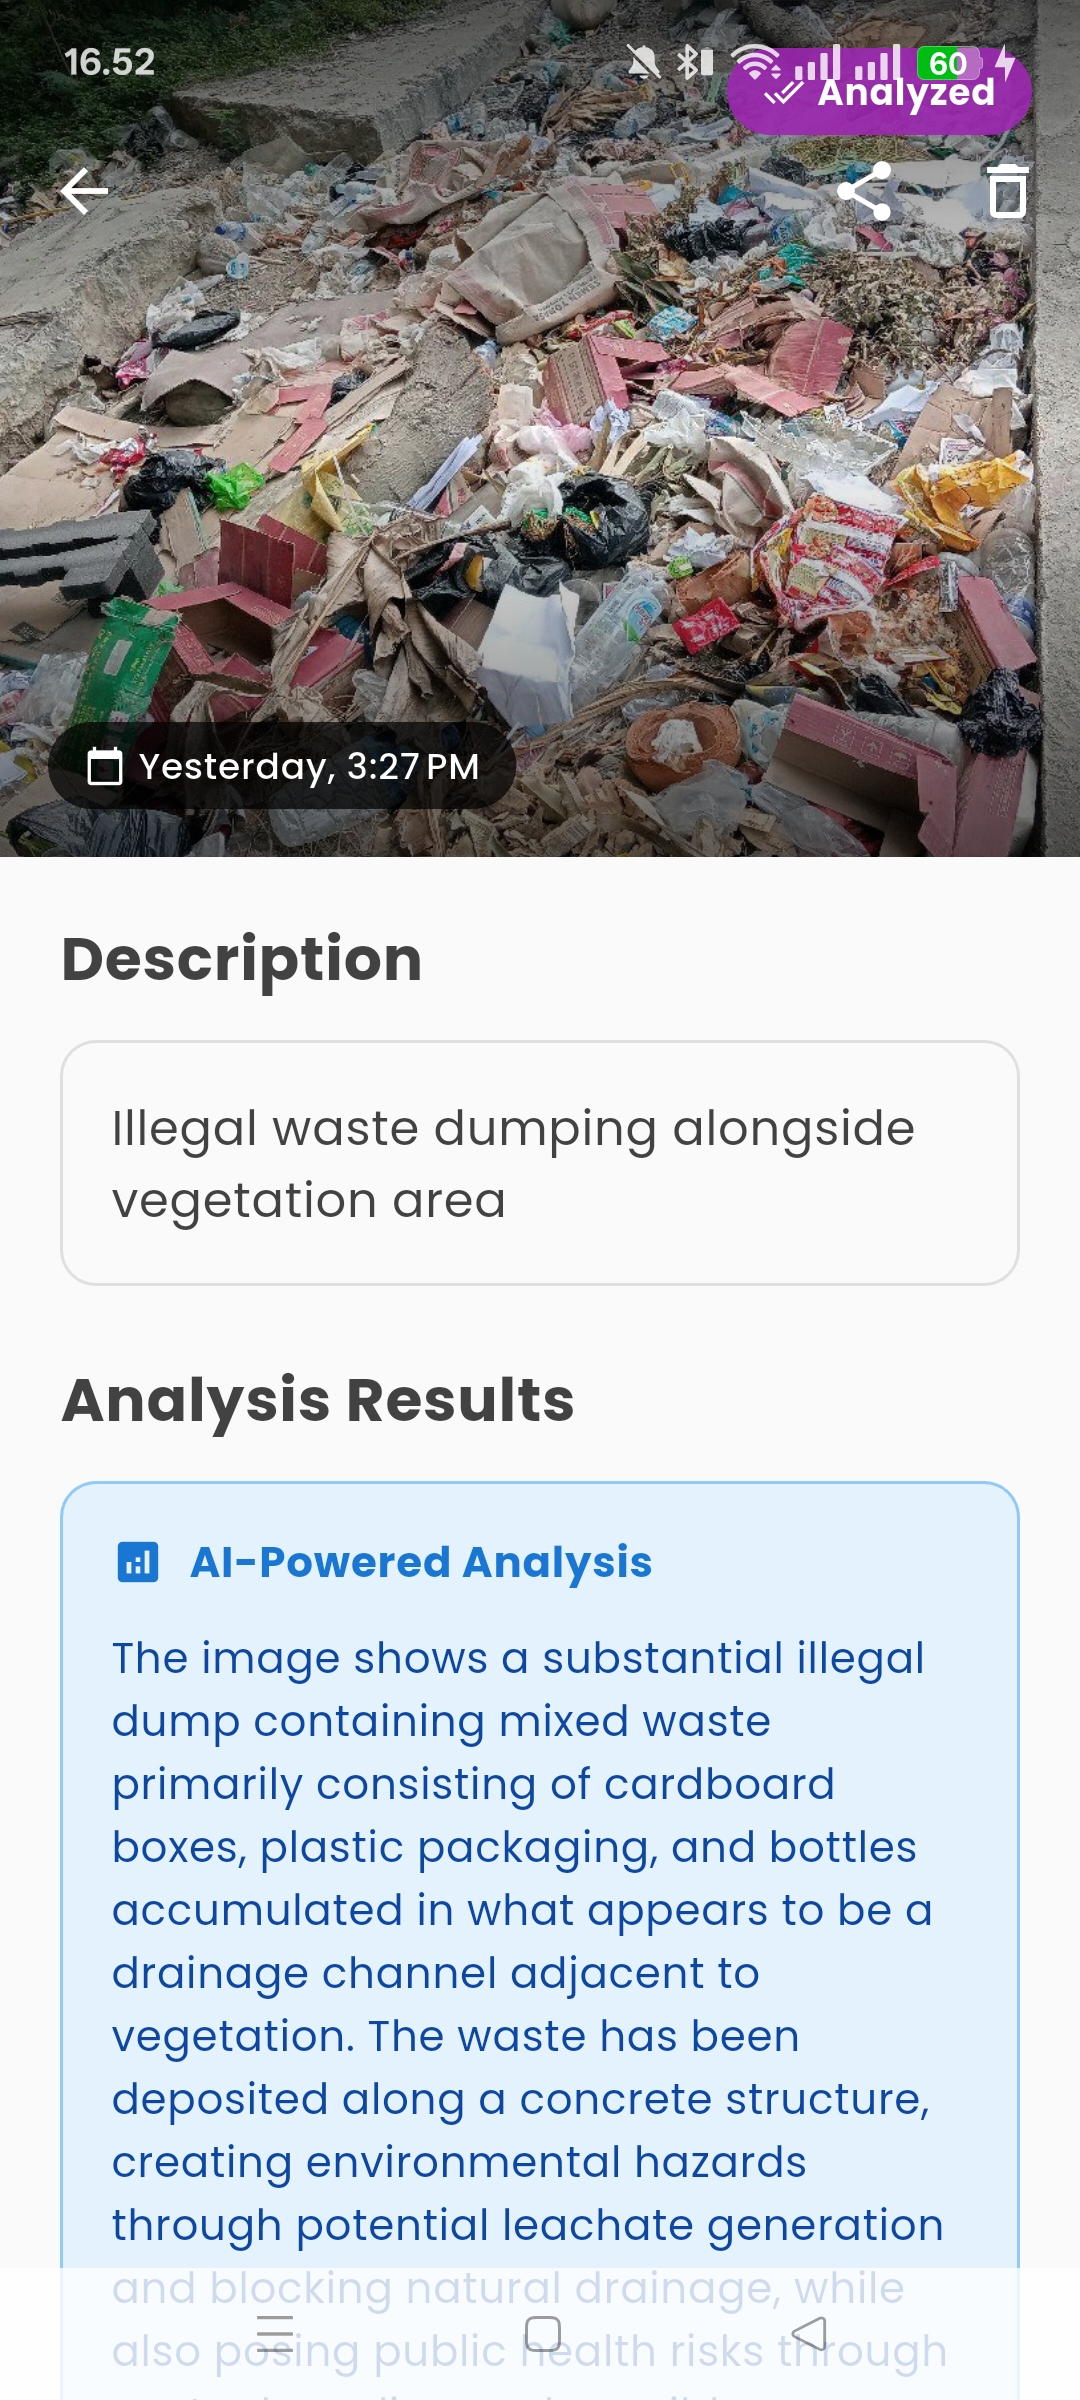 16.52
60
Analyzed
Yesterday, 3:27 PM
Description
Illegal waste dumping alongside
vegetation area
Analysis Results
AI-Powered Analysis
The image shows a substantial illegal
dump containing mixed waste
primarily consisting of cardboard
boxes, plastic packaging, and bottles
accumulated in what appears to be a
drainage channel adjacent to
vegetation. The waste has been
deposited along a concrete structure,
creating environmental hazards
through potential leachate generation
and blocking natural drainage, while
also posing public health risks through